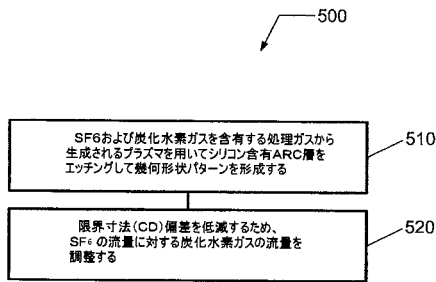 500
SF6および炭化水素ガスを含有する処理ガスから
生成されるプラズマを用いてシリコン含有ARC層を
エッチングして幾何形状パターンを形成する
510
限界寸法(CD)偏差を低減するため、
SF6 の流量に対する炭化水素ガスの流量を
調整する
520